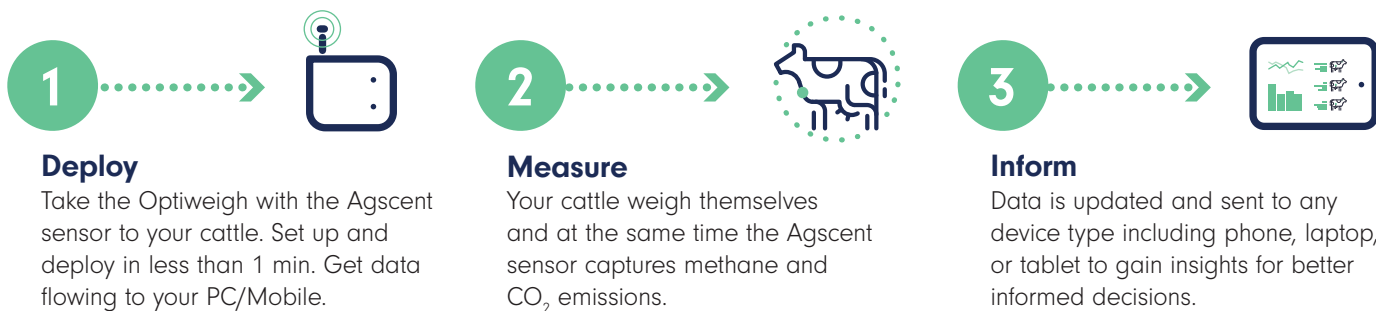 1
Deploy
Take the Optiweigh with the Agscent
sensor to your cattle. Set up and
deploy in less than 1 min. Get data
flowing to your PC/Mobile.
2
Measure
Your cattle weigh themselves
and at the same time the Agscent
sensor captures methane and
CO₂ emissions.
3
Inform
Data is updated and sent to any
device type including phone, laptop,
or tablet to gain insights for better
informed decisions.